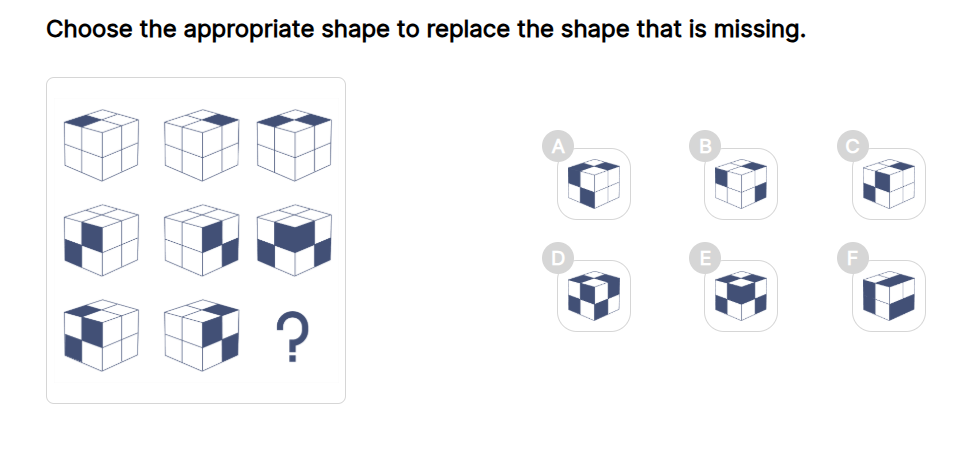 Choose the appropriate shape to replace the shape that is missing.
A B C
?
D E F